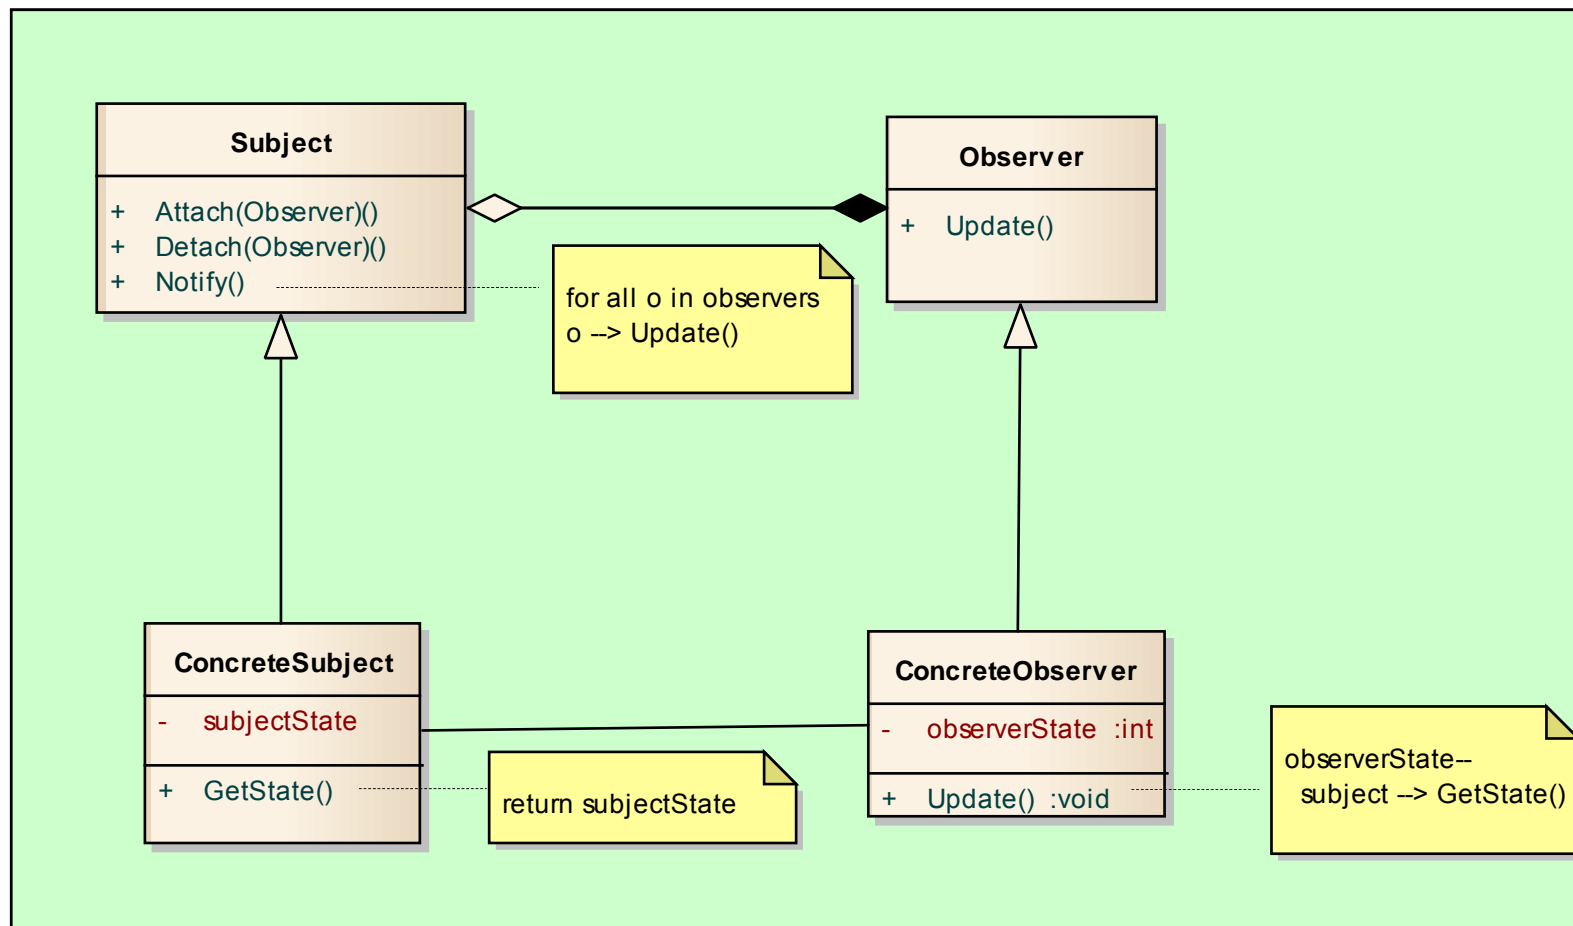 Subject
+ Attach(Observer)()
+ Detach(Observer)()
+ Notify()
for all o in observers
o --> Update()
Observer
+ Update()
ConcreteSubject
- subjectState
+ GetState()
return subjectState
ConcreteObserver
- observerState :int
+ Update() :void
observerState--
subject --> GetState()